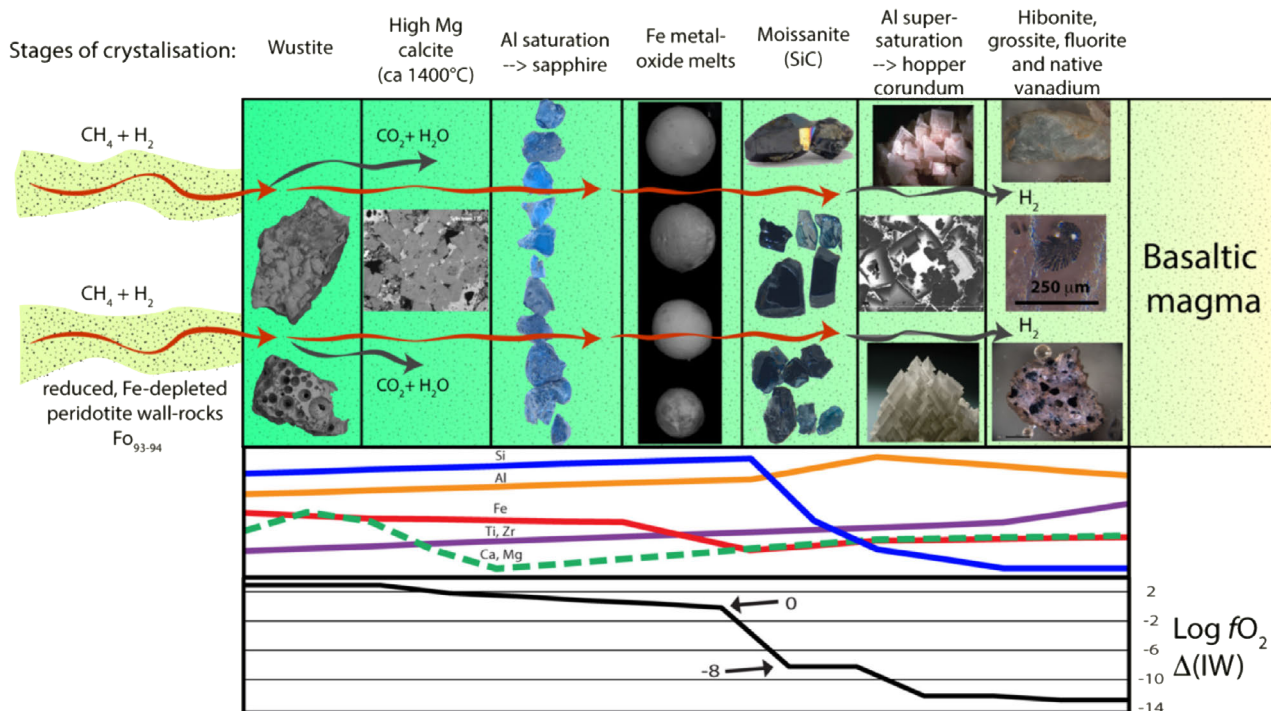 Stages of crystalisation:
Wustite
High Mg
calcite
(ca 1400°C)
Al saturation
--> sapphire
Fe metal-
oxide melts
Moissanite
(SiC)
Al super-
saturation
--> hopper
corundum
Hibonite,
grossite, fluorite
and native
vanadium
CH₄ + H₂
CO₂+ H₂O
H₂
CH₄ + H₂
CO₂+ H₂O
250 µm
H₂
Basaltic
magma
reduced, Fe-depleted
peridotite wall-rocks
Fo₉₃₋₉₄
Si
Al
Fe
Ti, Zr
Ca, Mg
0
-8
2
-2
-6
-10
-14
Log fO₂
Δ(IW)